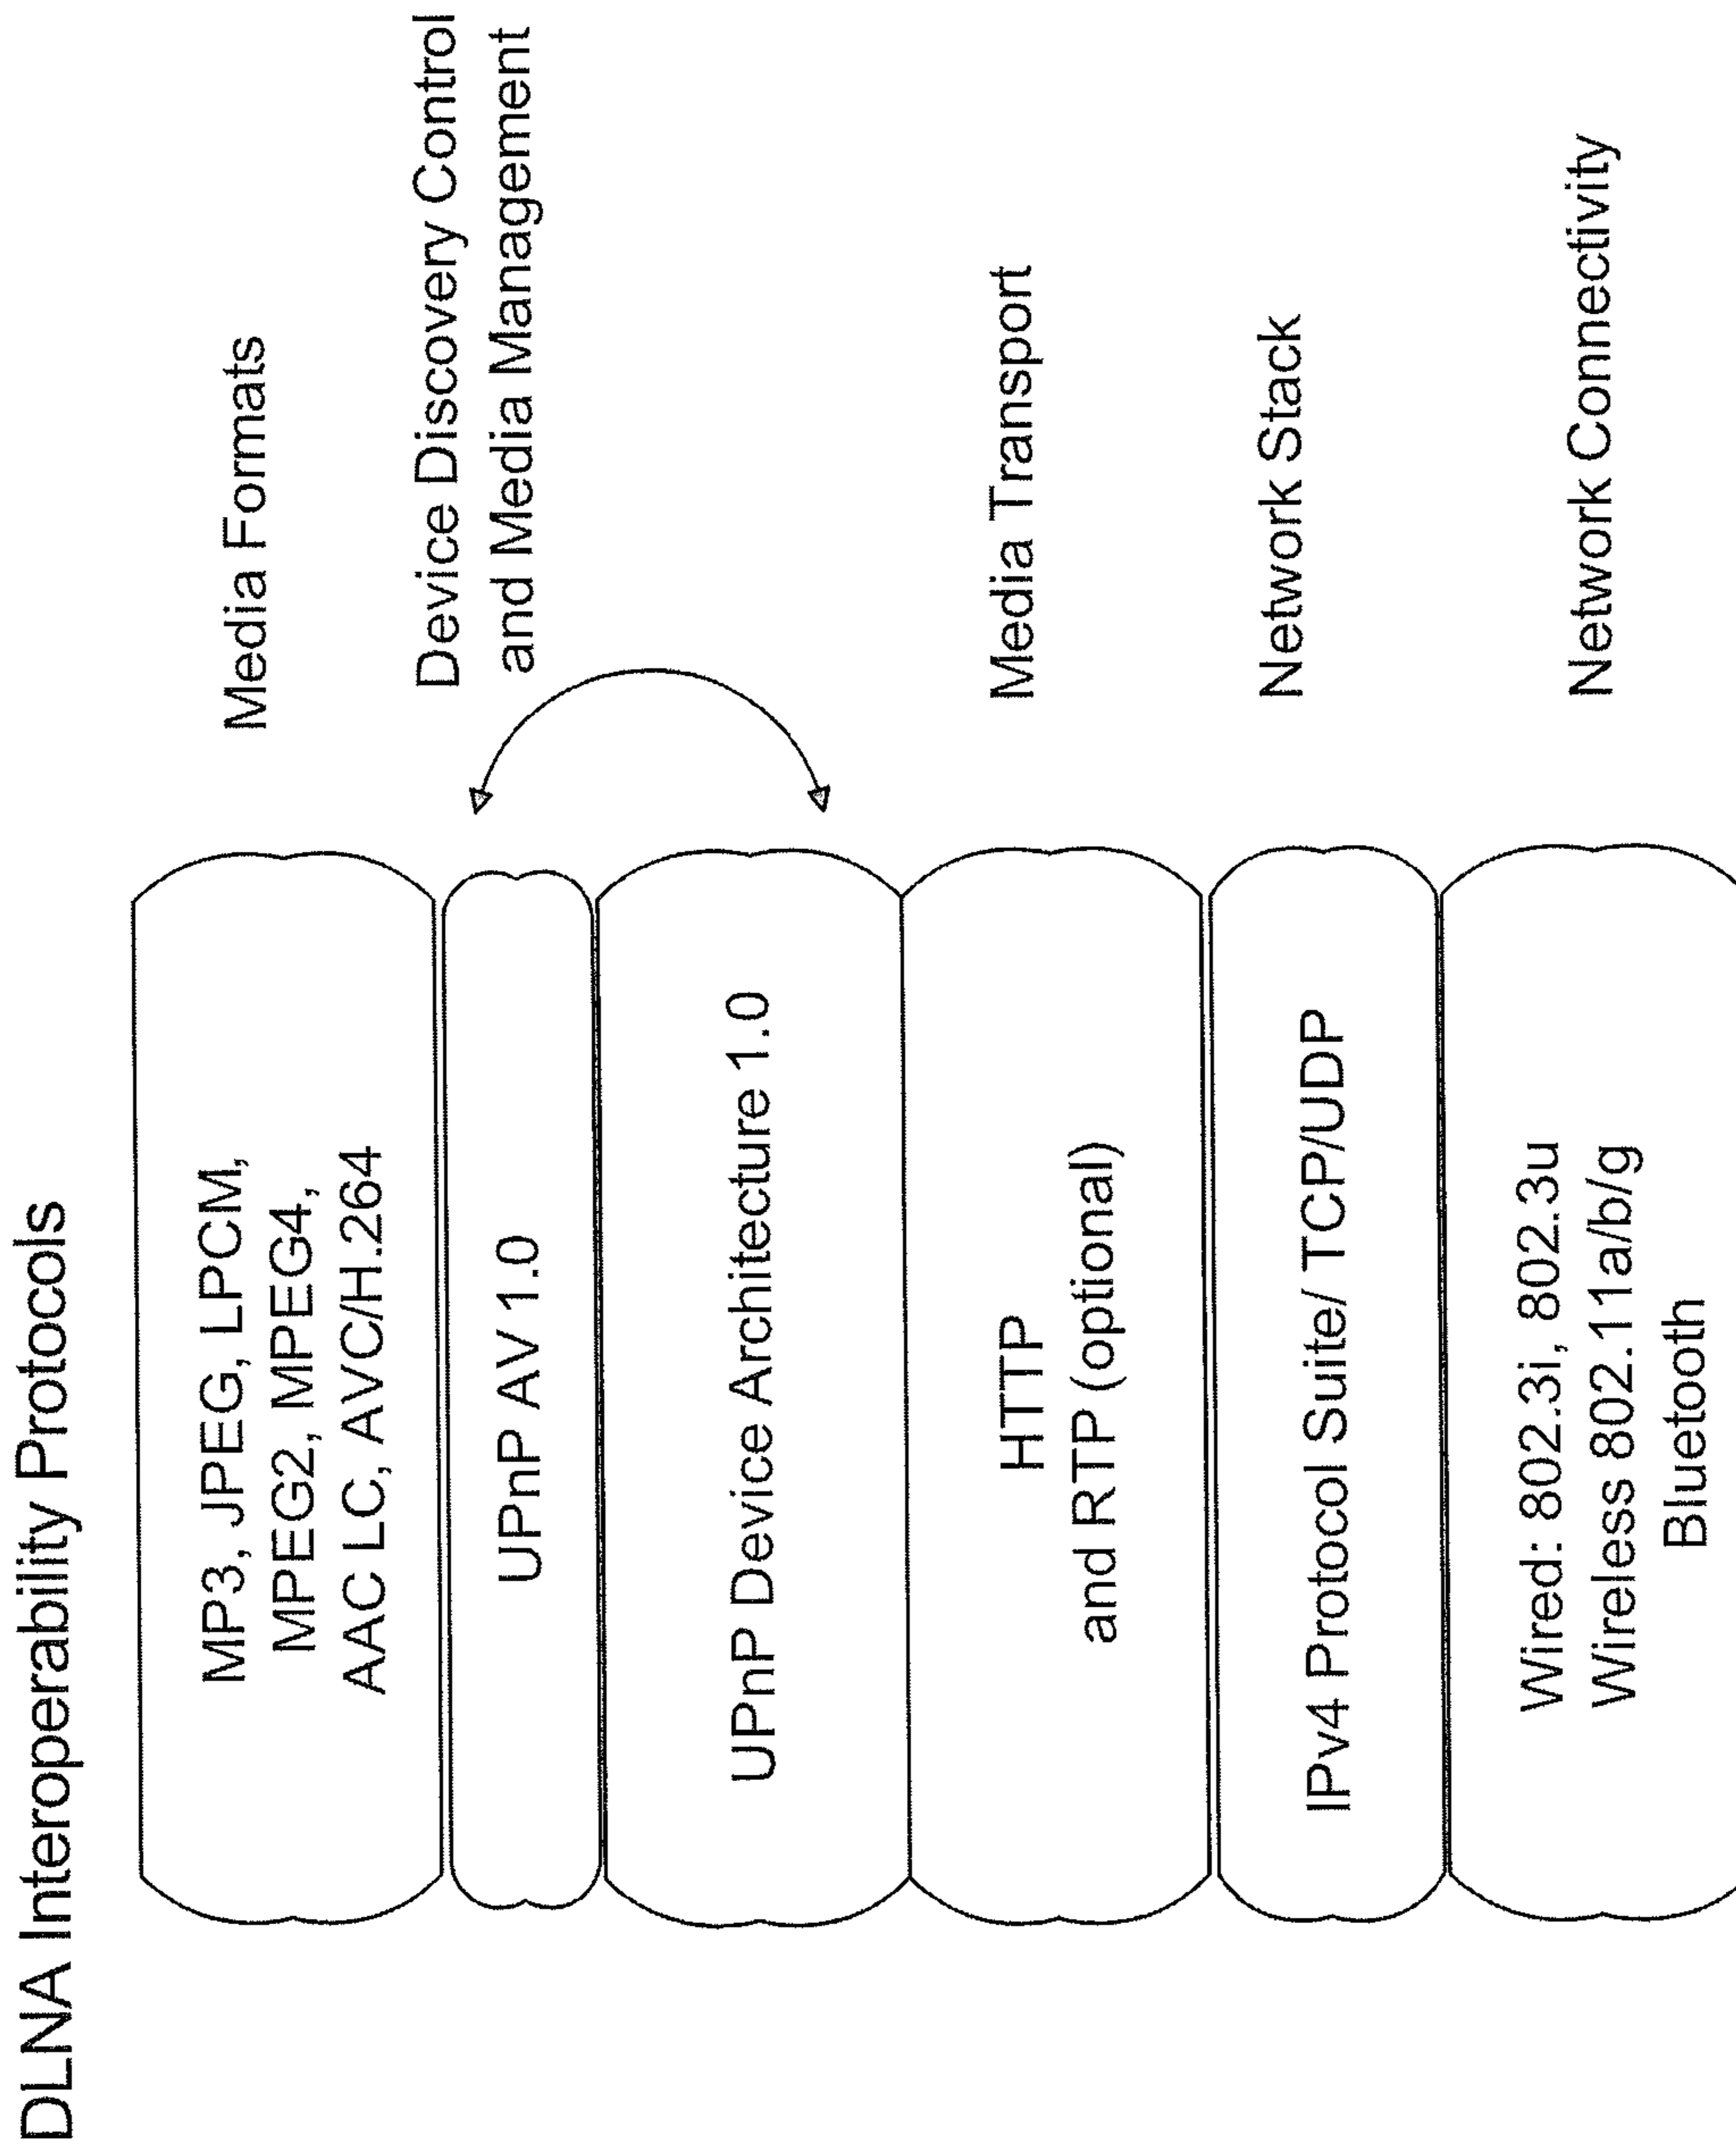 DLNA Interoperability Protocols
MP3, JPEG, LPCM,
MPEG2, MPEG4,
AAC LC, AVC/H.264
Media Formats
UPnP AV 1.0
Device Discovery Control
and Media Management
UPnP Device Architecture 1.0
HTTP
and RTP (optional)
Media Transport
IPv4 Protocol Suite/ TCP/UDP
Network Stack
Wired: 802.3i, 802.3u
Wireless 802.11a/b/g
Bluetooth
Network Connectivity